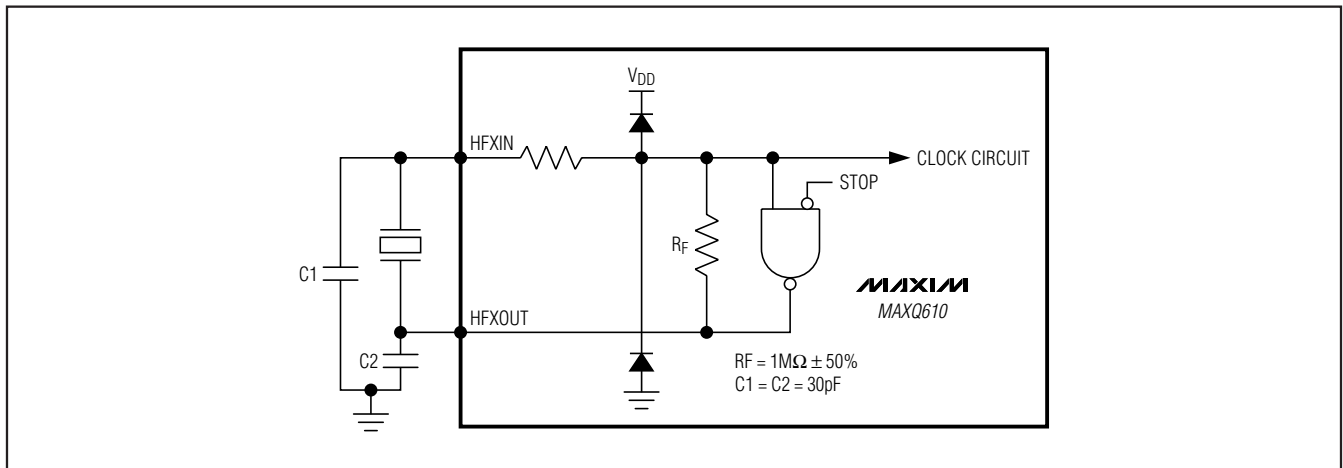 VDD
HFXIN
CLOCK CIRCUIT
STOP
RF
C1
MAXIM
MAXQ610
HFXOUT
C2
RF = 1MΩ ± 50%
C1 = C2 = 30pF